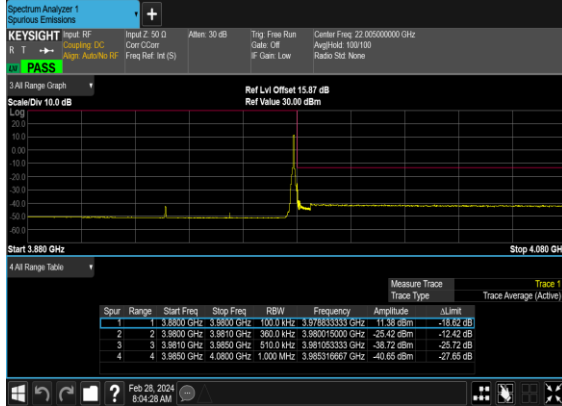 Spectrum Analyzer 1
Spurious Emissions
KEYSIGHT Input: RF Input Z: 50 Ω Atten: 30 dB Trig: Free Run Center Freq: 22.005000000 GHz
R T Coupling: DC Corr CCorr Gate: Off Avg|Hold: 100/100
Align: Auto/No RF Freq Ref: Int (S) IF Gain: Low Radio Std: None
PASS
3 All Range Graph
Ref Lvl Offset 15.87 dB
Scale/Div 10.0 dB Ref Value 30.00 dBm
Log
20.0
10.0
0.00
-10.0
-20.0
-30.0
-40.0
-50.0
-60.0
Start 3.880 GHz Stop 4.080 GH
4 All Range Table
Measure Trace Trace 1
Trace Type Trace Average (Active)
Spur Range Start Freq Stop Freq RBW Frequency Amplitude ΔLimit
1 1 3.8800 GHz 3.9800 GHz 100.0 kHz 3.978833333 GHz 11.38 dBm -18.62 dB
2 2 3.9800 GHz 3.9810 GHz 360.0 kHz 3.980015000 GHz -25.42 dBm -12.42 dB
3 3 3.9810 GHz 3.9850 GHz 510.0 kHz 3.981053333 GHz -38.72 dBm -25.72 dB
4 4 3.9850 GHz 4.0800 GHz 1.000 MHz 3.985316667 GHz -40.65 dBm -27.65 dB
? Feb 28, 2024
8:04:28 AM